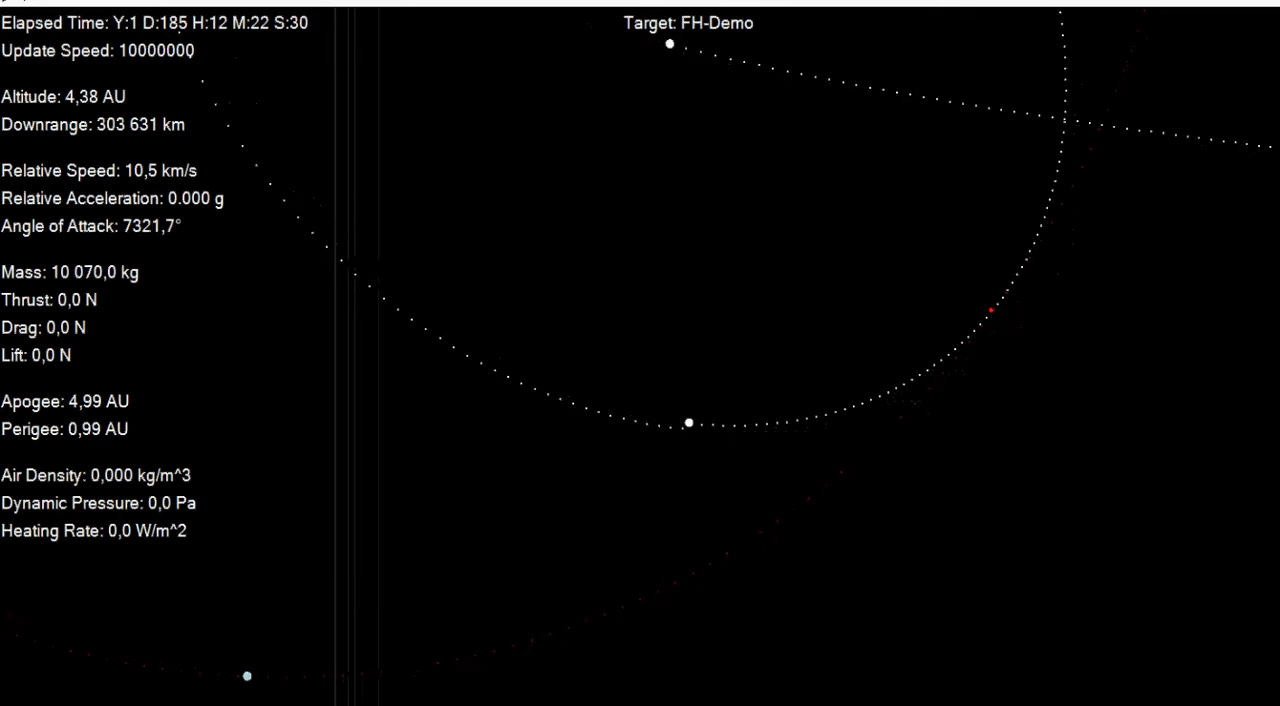 Elapsed Time: Y:1 D:185 H:12 M:22 S:30
Target: FH-Demo
Update Speed: 10000000
Altitude: 4,38 AU
Downrange: 303 631 km
Relative Speed: 10,5 km/s
Relative Acceleration: 0.000 g
Angle of Attack: 7321,7°
Mass: 10 070,0 kg
Thrust: 0,0 N
Drag: 0,0 N
Lift: 0,0 N
Apogee: 4,99 AU
Perigee: 0,99 AU
Air Density: 0,000 kg/m^3
Dynamic Pressure: 0,0 Pa
Heating Rate: 0,0 W/m^2